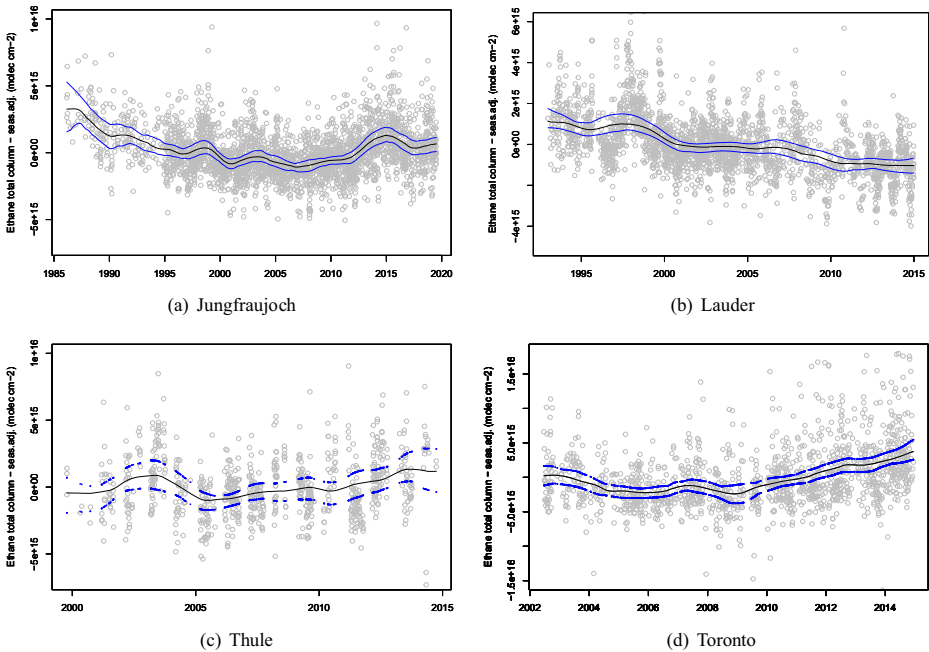 Ethane total column − seas.adj. (molec cm−2)
1e+16
5e+15
0e+00
−5e+15
1985 1990 1995 2000 2005 2010 2015 2020
(a) Jungfraujoch
Ethane total column − seas.adj. (molec cm−2)
6e+15
4e+15
2e+15
0e+00
−4e+15
1995 2000 2005 2010 2015
(b) Lauder
Ethane total column − seas.adj. (molec cm−2)
1e+16
5e+15
0e+00
−5e+15
2000 2005 2010 2015
(c) Thule
Ethane total column − seas.adj. (molec cm−2)
1.5e+16
5.0e+15
−5.0e+15
−1.5e+16
2002 2004 2006 2008 2010 2012 2014
(d) Toronto